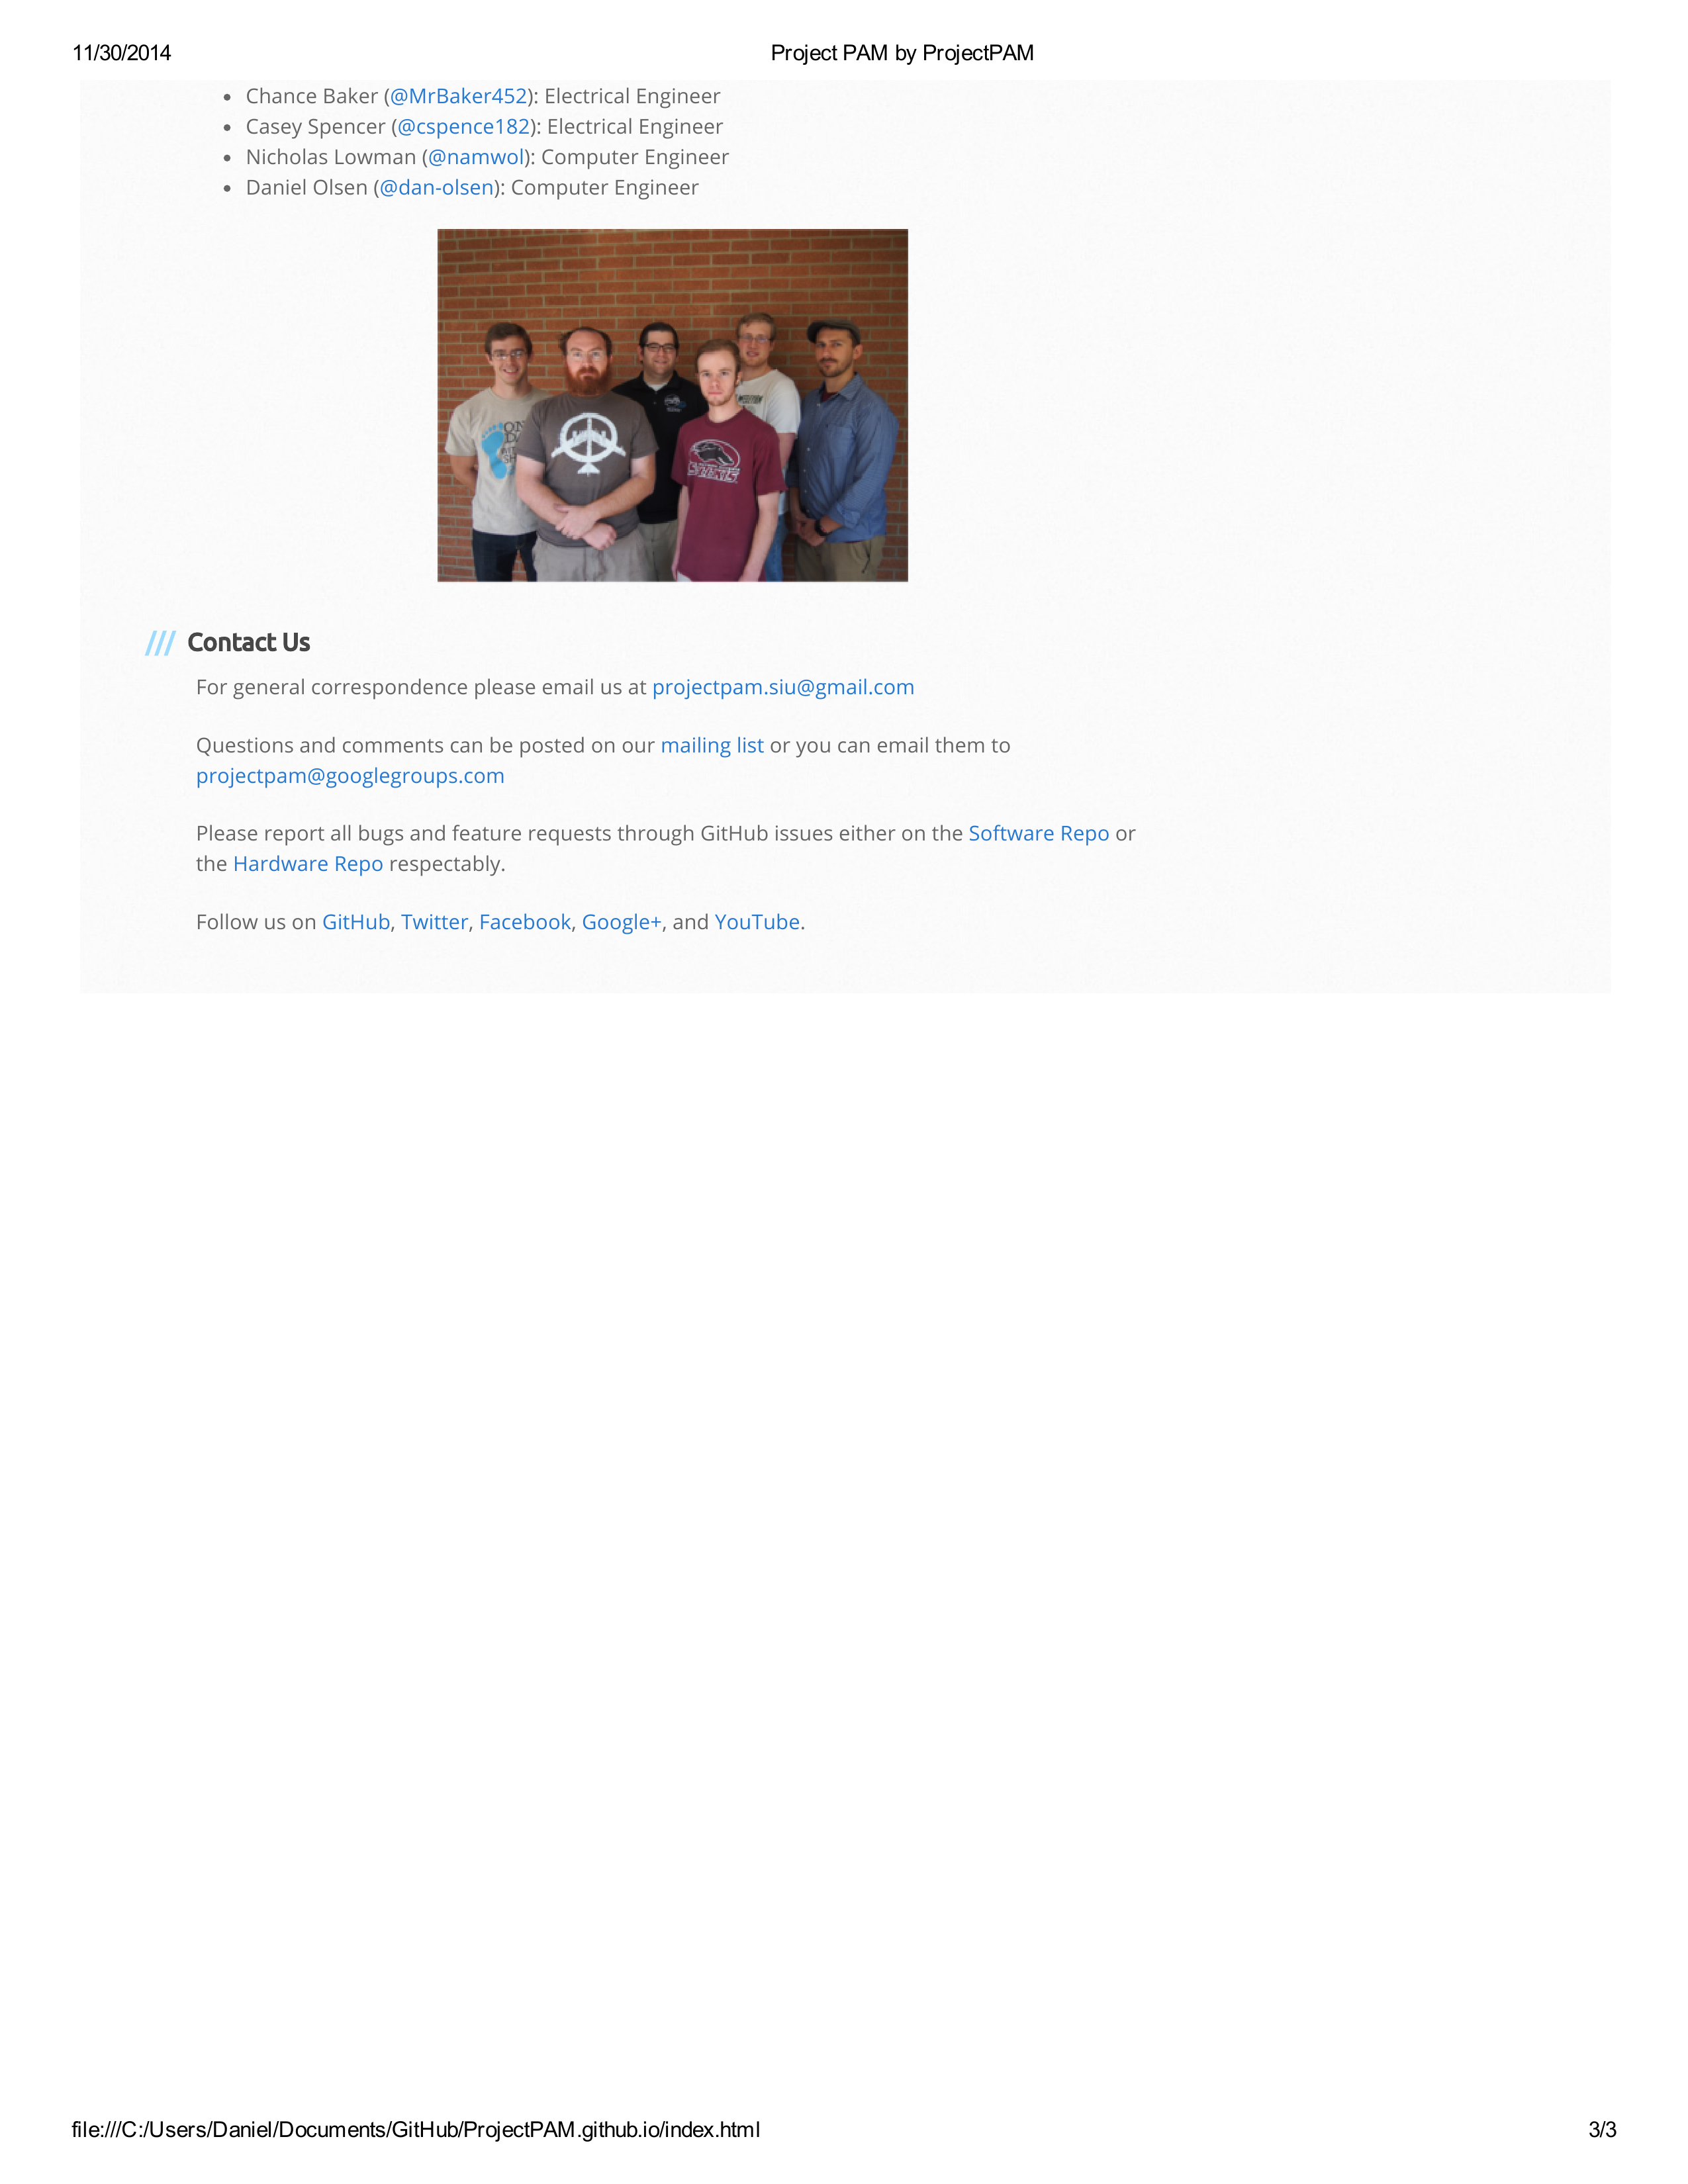 11/30/2014 Project PAM by ProjectPAM
• Chance Baker (@MrBaker452): Electrical Engineer
• Casey Spencer (@cspence182): Electrical Engineer
• Nicholas Lowman (@namwol): Computer Engineer
• Daniel Olsen (@dan-olsen): Computer Engineer
/// Contact Us
For general correspondence please email us at projectpam.siu@gmail.com
Questions and comments can be posted on our mailing list or you can email them to
projectpam@googlegroups.com
Please report all bugs and feature requests through GitHub issues either on the Software Repo or
the Hardware Repo respectably.
Follow us on GitHub, Twitter, Facebook, Google+, and YouTube.
file:///C:/Users/Daniel/Documents/GitHub/ProjectPAM.github.io/index.html 3/3